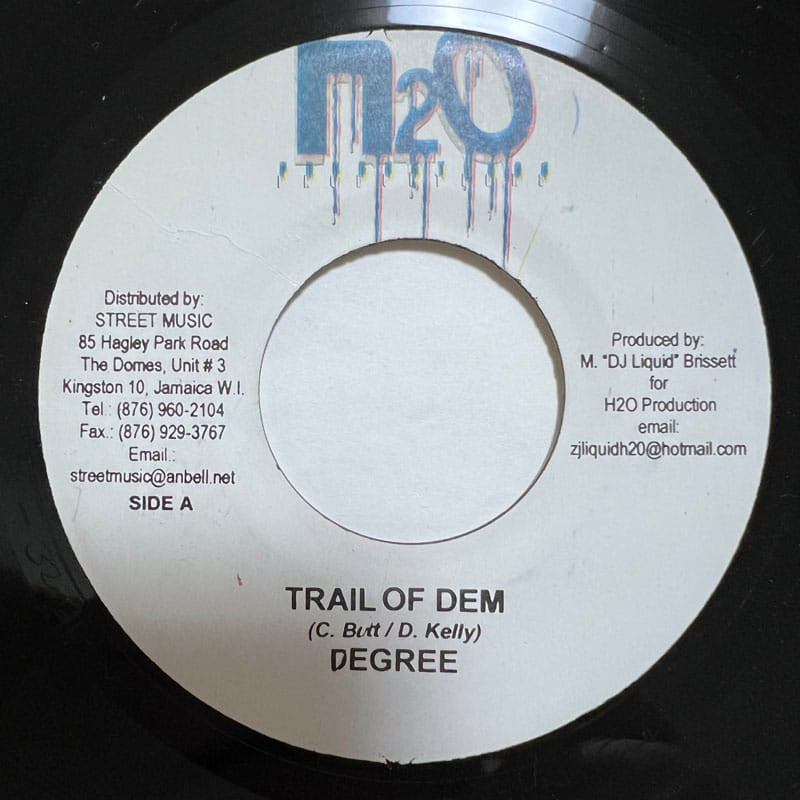 H2O
PRODUCTIONS
Distributed by:
STREET MUSIC
85 Hagley Park Road
The Domes, Unit # 3
Kingston 10, Jamaica W.I.
Tel.: (876) 960-2104
Fax.: (876) 929-3767
Email.:
streetmusic@anbell.net
SIDE A
Produced by:
M. "DJ Liquid" Brissett
for
H2O Production
email:
zjliquidh20@hotmail.com
TRAIL OF DEM
(C. Butt / D. Kelly)
DEGREE